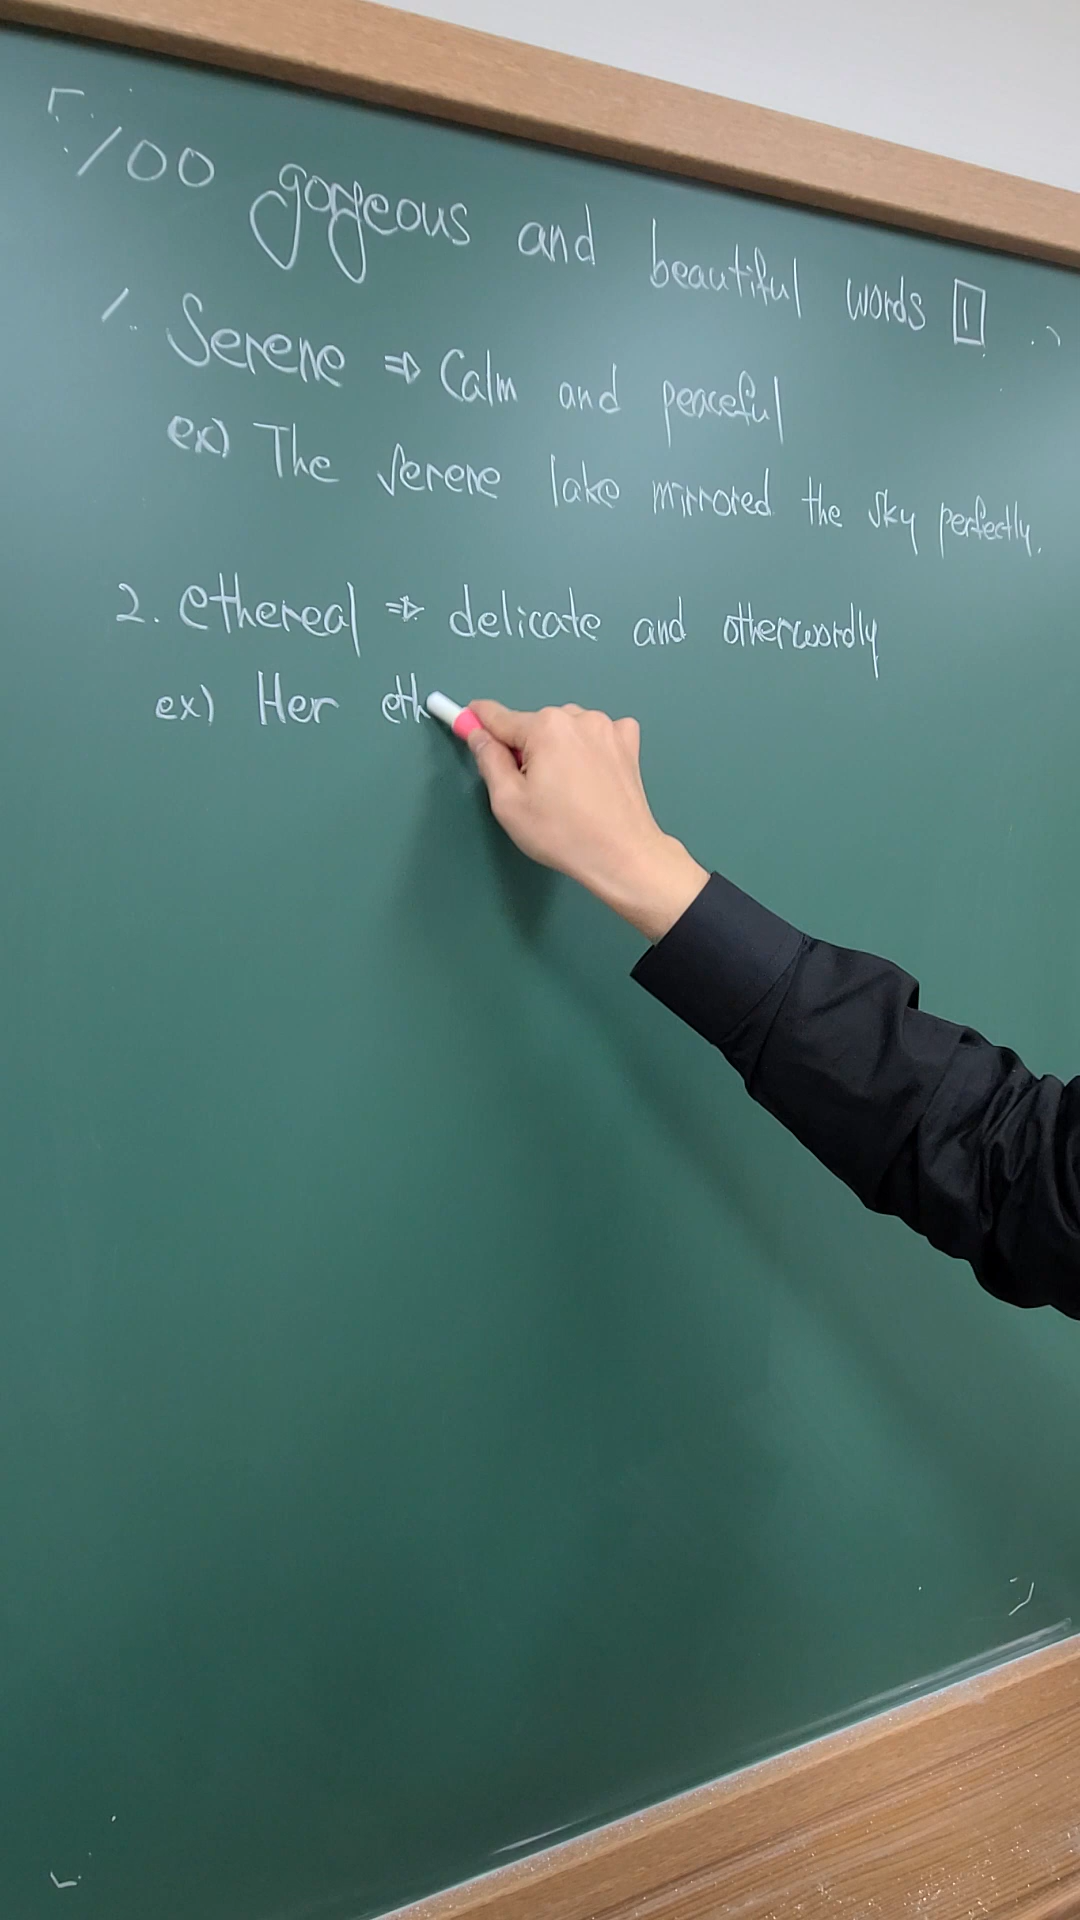 100 gorgeous and beautiful words 1
1. Serene ⇒ Calm and peaceful
ex) The serene lake mirrored the sky perfectly.
2. ethereal ⇒ delicate and otherwordly
ex) Her eth